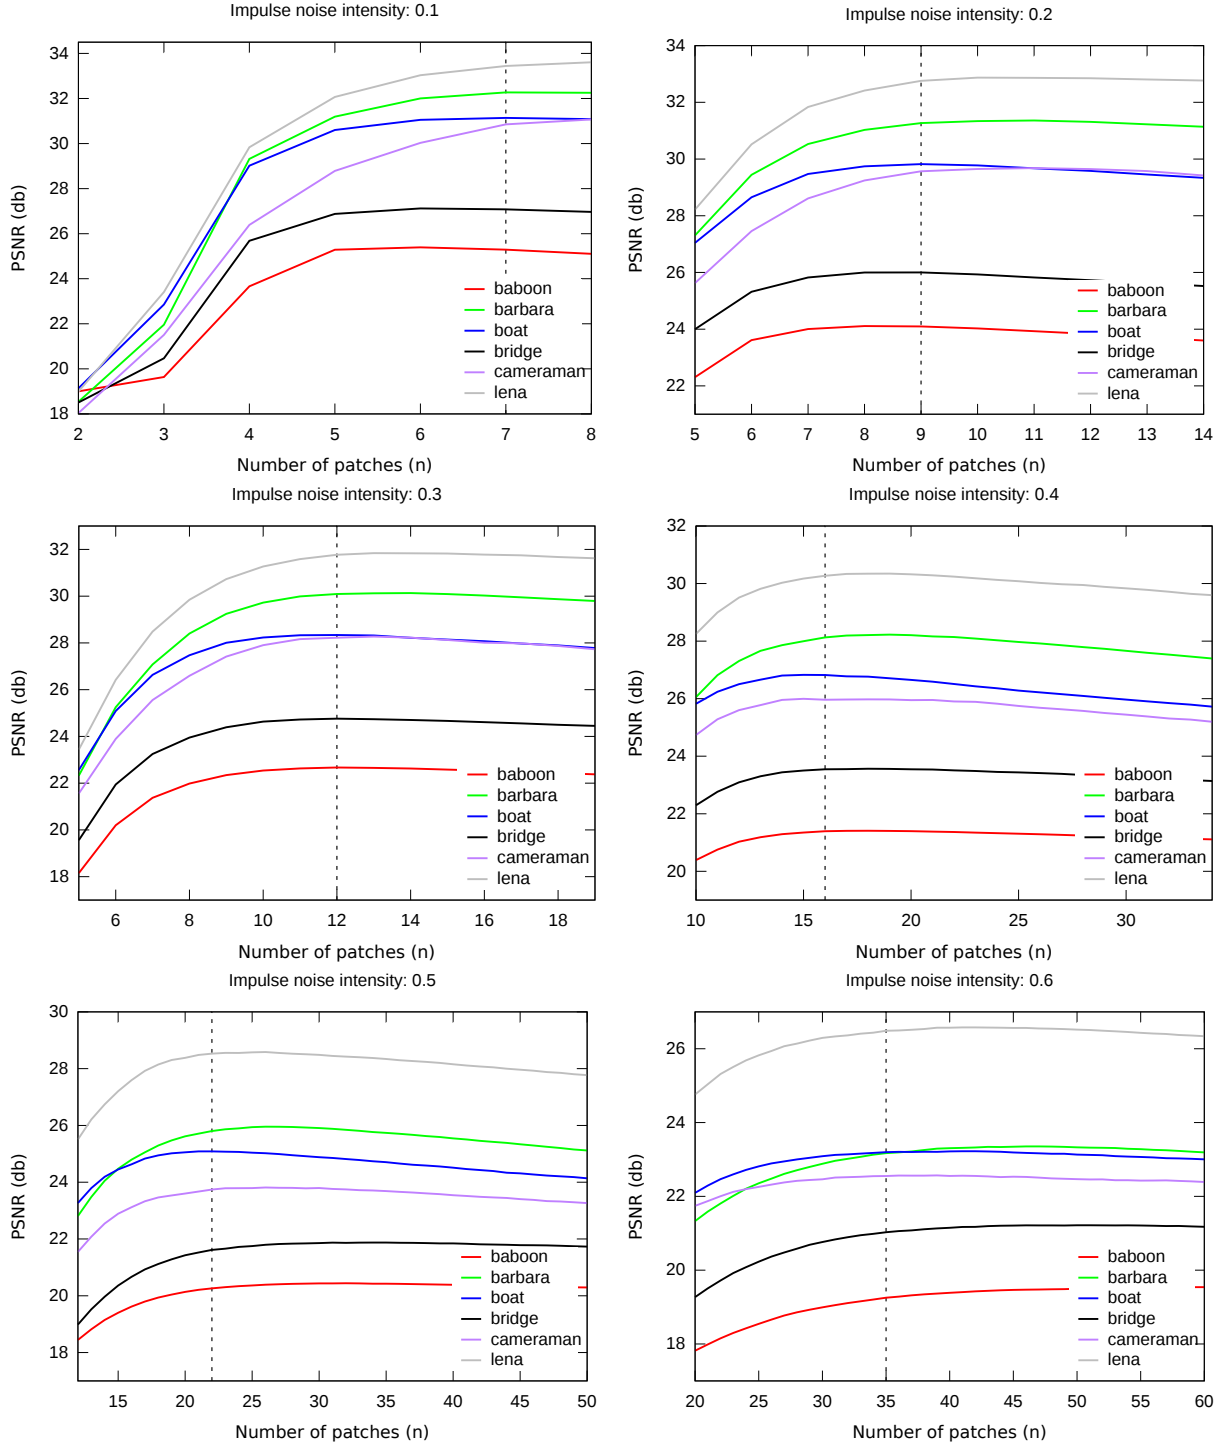 Impulse noise intensity: 0.1
34
32
30
28
26
24
22
20
18
PSNR (db)
baboon
barbara
boat
bridge
cameraman
lena
2 3 4 5 6 7 8
Number of patches (n)
Impulse noise intensity: 0.2
34
32
30
28
26
24
22
PSNR (db)
baboon
barbara
boat
bridge
cameraman
lena
5 6 7 8 9 10 11 12 13 14
Number of patches (n)
Impulse noise intensity: 0.3
32
30
28
26
24
22
20
18
PSNR (db)
baboon
barbara
boat
bridge
cameraman
lena
6 8 10 12 14 16 18
Number of patches (n)
Impulse noise intensity: 0.4
32
30
28
26
24
22
20
PSNR (db)
baboon
barbara
boat
bridge
cameraman
lena
10 15 20 25 30
Number of patches (n)
Impulse noise intensity: 0.5
30
28
26
24
22
20
18
PSNR (db)
baboon
barbara
boat
bridge
cameraman
lena
15 20 25 30 35 40 45 50
Number of patches (n)
Impulse noise intensity: 0.6
26
24
22
20
18
PSNR (db)
baboon
barbara
boat
bridge
cameraman
lena
20 25 30 35 40 45 50 55 60
Number of patches (n)